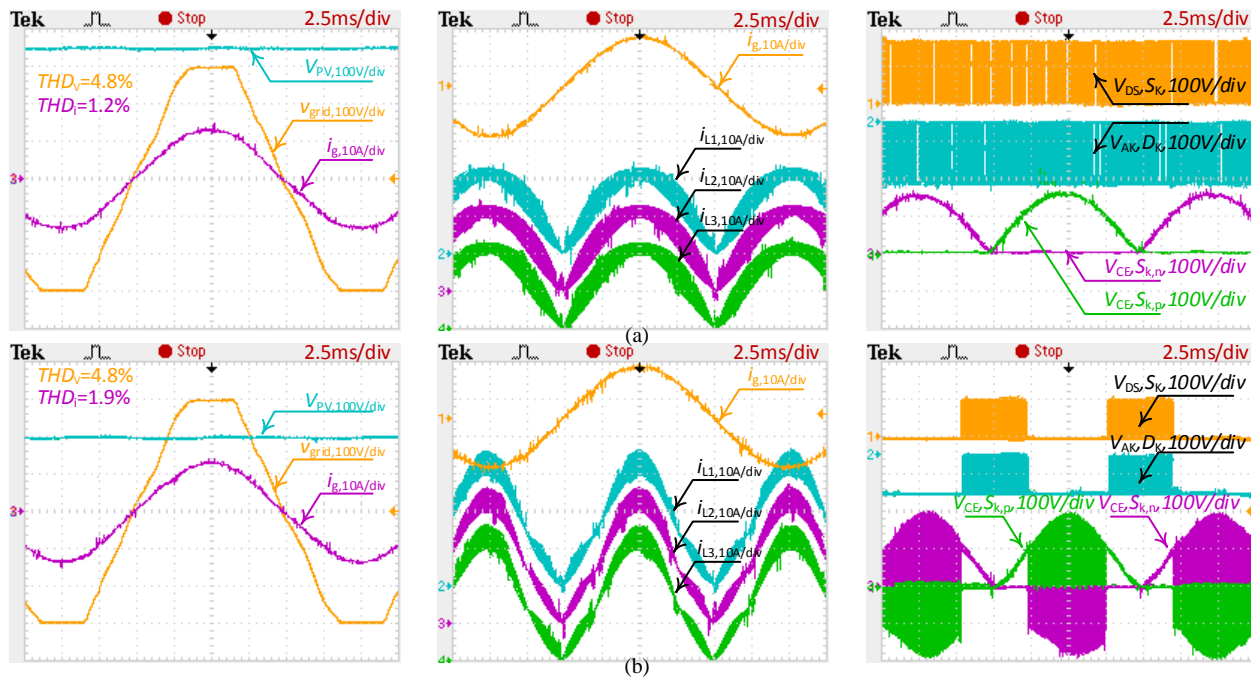 Tek Stop 2.5ms/div
VPV,100V/div
THDv=4.8%
THDi=1.2%
vgrid,100V/div
ig,10A/div
3
Tek Stop 2.5ms/div
ig,10A/div
1
iL1,10A/div
iL2,10A/div
iL3,10A/div
2
3
4
Tek Stop 2.5ms/div
VDS,SK,100V/div
1
2
VAK,DK,100V/div
3
VCE,Sk,n,100V/div
VCE,Sk,p,100V/div
(a)
Tek Stop 2.5ms/div
THDv=4.8%
THDi=1.9%
VPV,100V/div
vgrid,100V/div
ig,10A/div
3
Tek Stop 2.5ms/div
ig,10A/div
1
iL1,10A/div
iL2,10A/div
iL3,10A/div
2
3
4
Tek Stop 2.5ms/div
VDS,SK,100V/div
1
VAK,DK,100V/div
2
VCE,Sk,p,100V/div VCE,Sk,n,100V/div
3
(b)